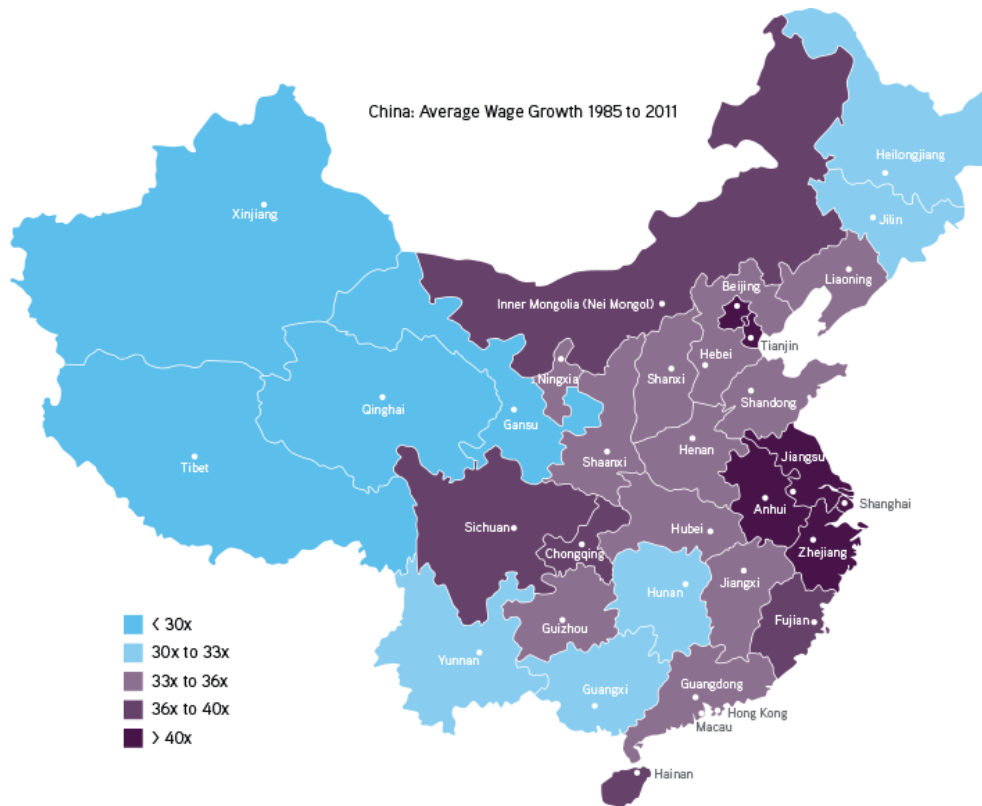 China: Average Wage Growth 1985 to 2011
Heilongjiang
Xinjiang
Jilin
Liaoning
Beijing
Inner Mongolia (Nei Mongol)
Tianjin
Hebei
Ningxia
Shanxi
Shandong
Qinghai
Gansu
Henan
Jiangsu
Shaanxi
Tibet
Anhui
Shanghai
Sichuan
Hubei
Zhejiang
Chongqing
Jiangxi
Hunan
Fujian
Guizhou
Yunnan
Guangxi
Guangdong
Hong Kong
Macau
Hainan
< 30x
30x to 33x
33x to 36x
36x to 40x
> 40x